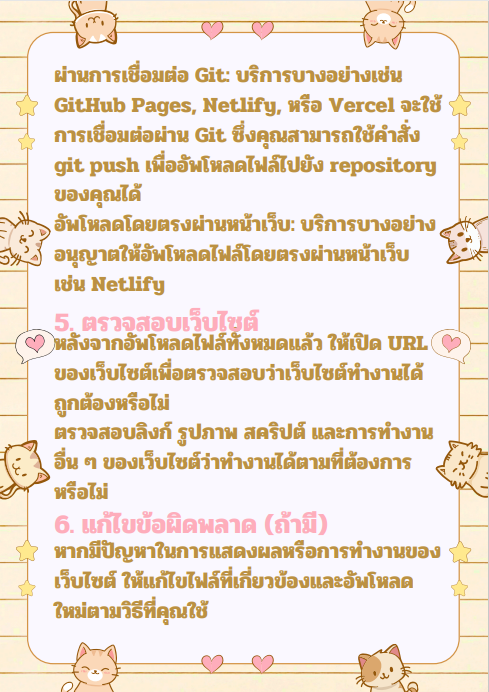 ผ่านการเชื่อมต่อ Git: บริการบางอย่างเช่น
GitHub Pages, Netlify, หรือ Vercel จะใช้
การเชื่อมต่อผ่าน Git ซึ่งคุณสามารถใช้คำสั่ง
git push เพื่ออัพโหลดไฟล์ไปยัง repository
ของคุณได้
อัพโหลดโดยตรงผ่านหน้าเว็บ: บริการบางอย่าง
อนุญาตให้อัพโหลดไฟล์โดยตรงผ่านหน้าเว็บ
เช่น Netlify
5. ตรวจสอบเว็บไซต์
หลังจากอัพโหลดไฟล์ทั้งหมดแล้ว ให้เปิด URL
ของเว็บไซต์เพื่อตรวจสอบว่าเว็บไซต์ทำงานได้
ถูกต้องหรือไม่
ตรวจสอบลิงก์ รูปภาพ สคริปต์ และการทำงาน
อื่น ๆ ของเว็บไซต์ว่าทำงานได้ตามที่ต้องการ
หรือไม่
6. แก้ไขข้อผิดพลาด (ถ้ามี)
หากมีปัญหาในการแสดงผลหรือการทำงานของ
เว็บไซต์ ให้แก้ไขไฟล์ที่เกี่ยวข้องและอัพโหลด
ใหม่ตามวิธีที่คุณใช้